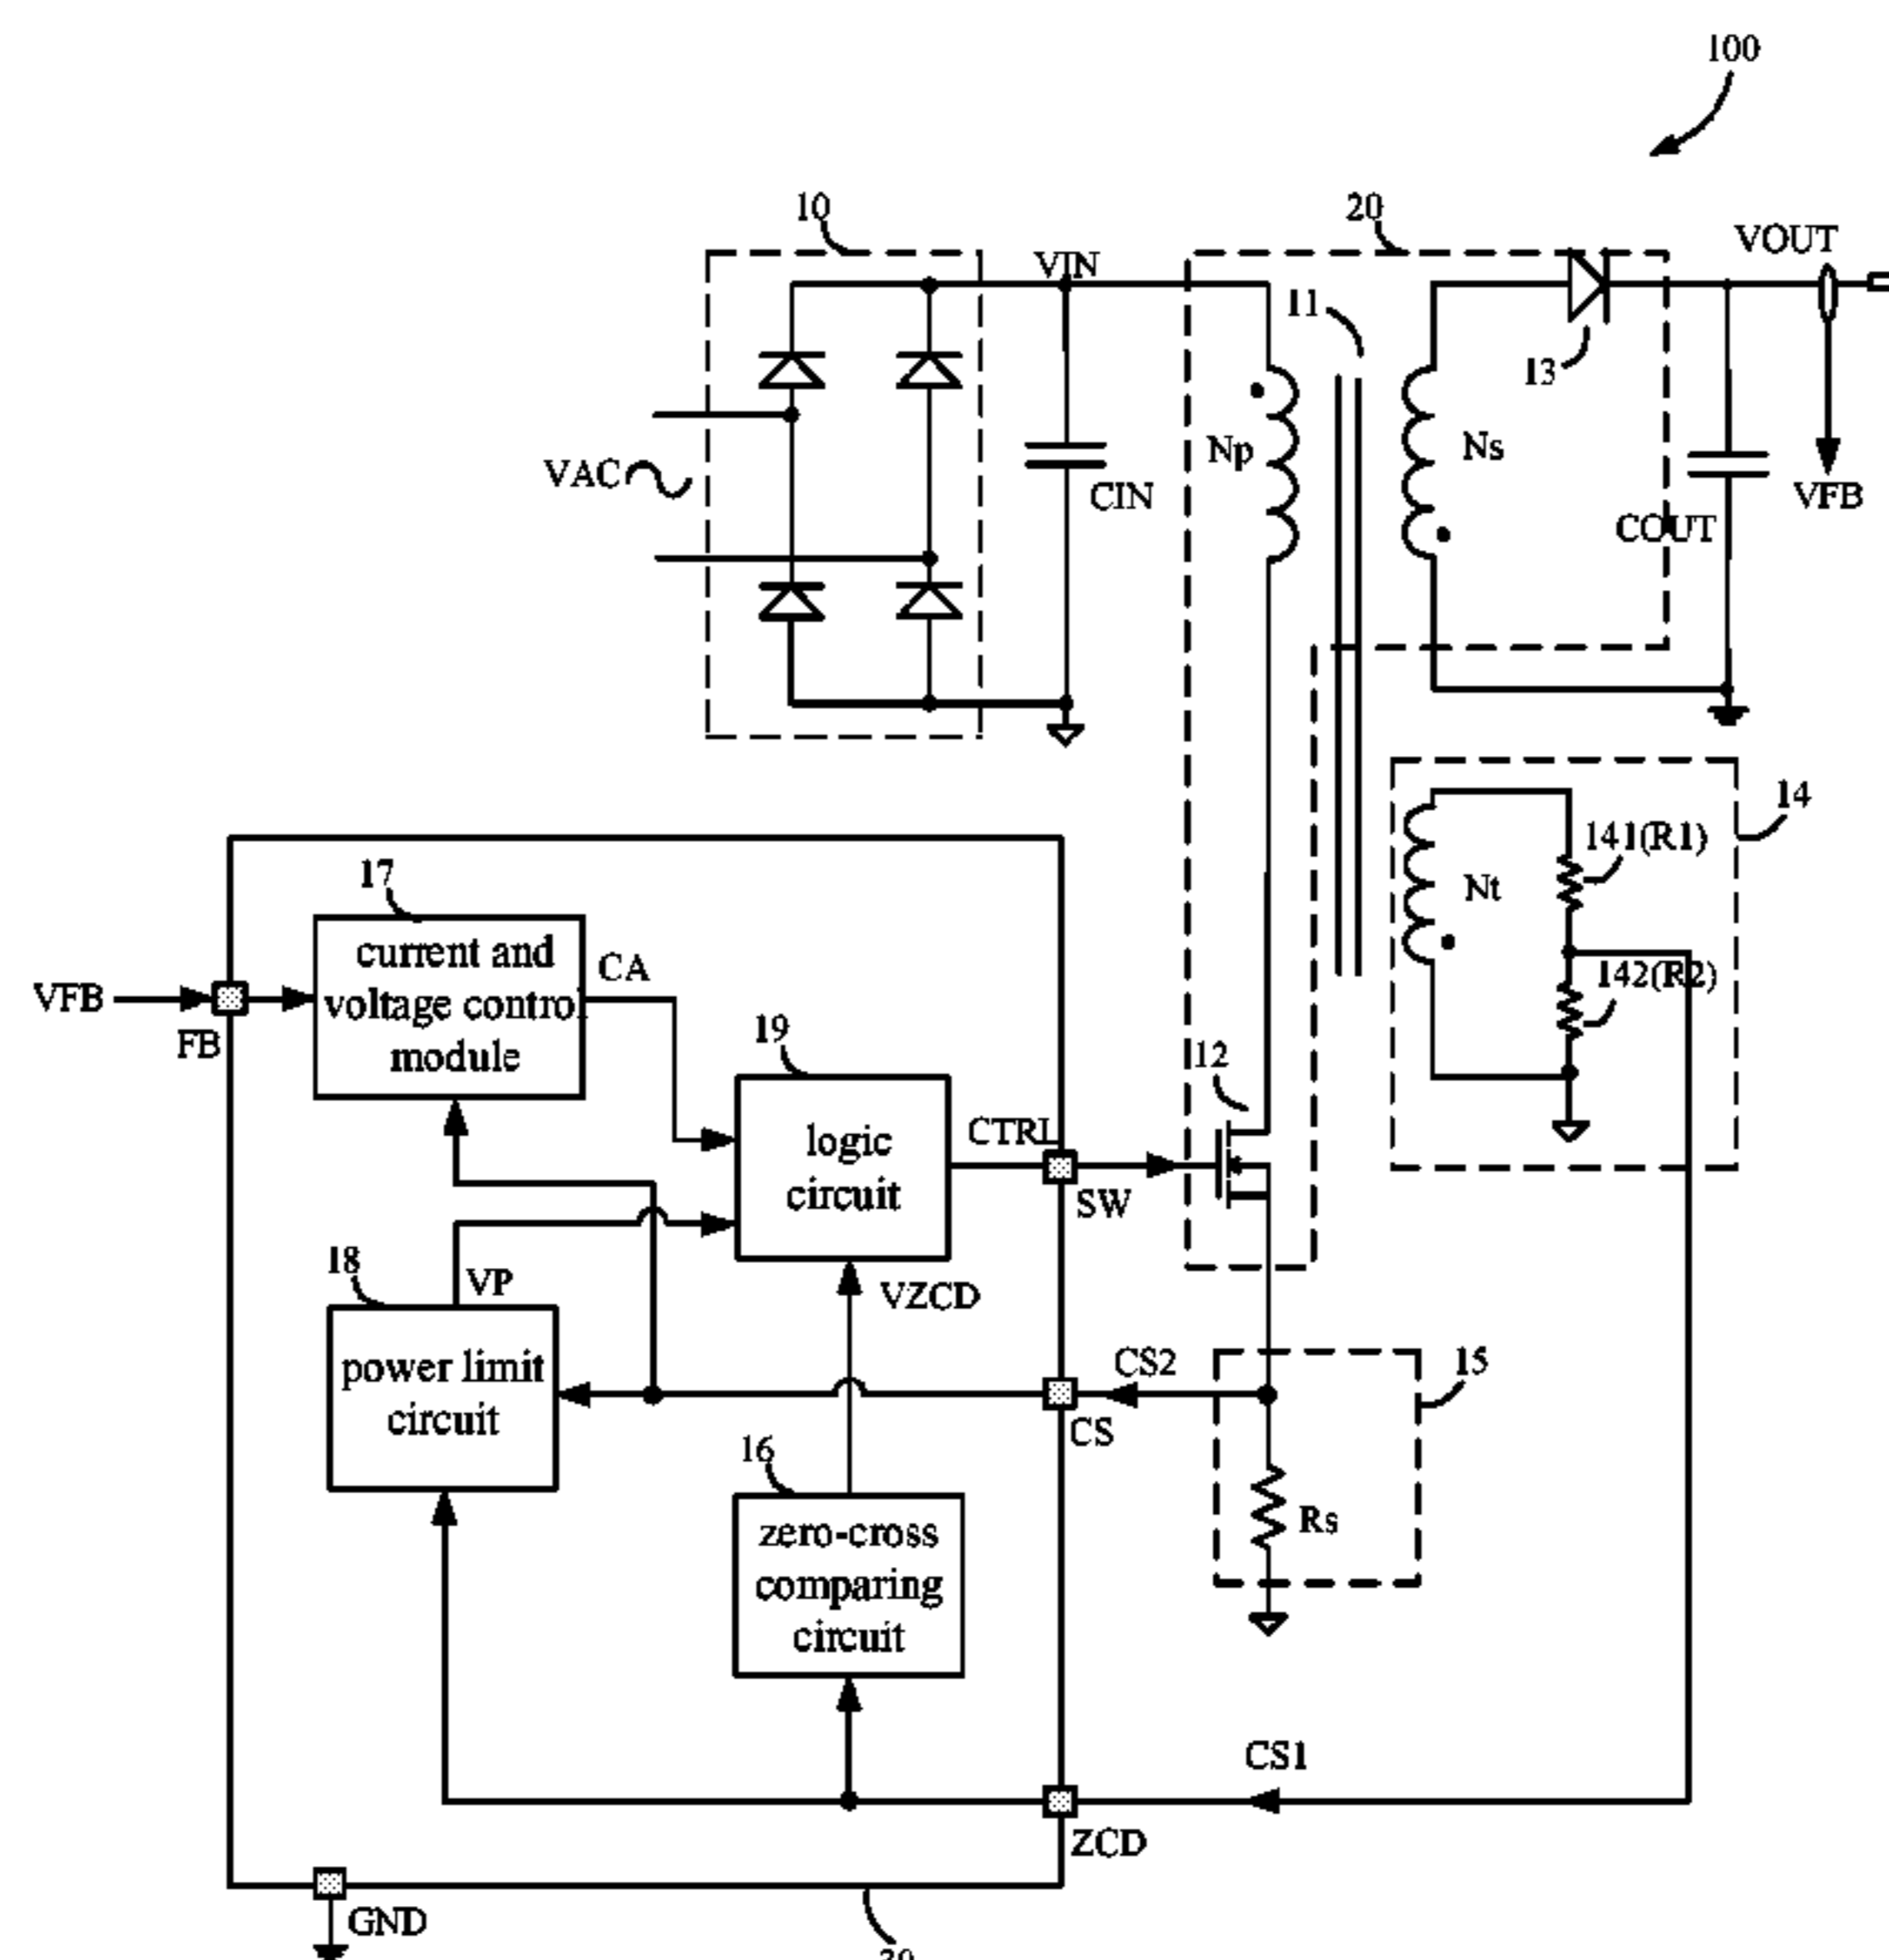 100
10
20
VOUT
VIN
11
13
Np
Ns
VAC
CIN
COUT
VFB
14
141(R1)
Nt
142(R2)
17
current and
voltage control
module
CA
VFB
FB
19
logic
circuit
12
CTRL
SW
18
VP
VZCD
power limit
circuit
CS2
15
CS
16
zero-cross
comparing
circuit
Rs
CS1
ZCD
GND